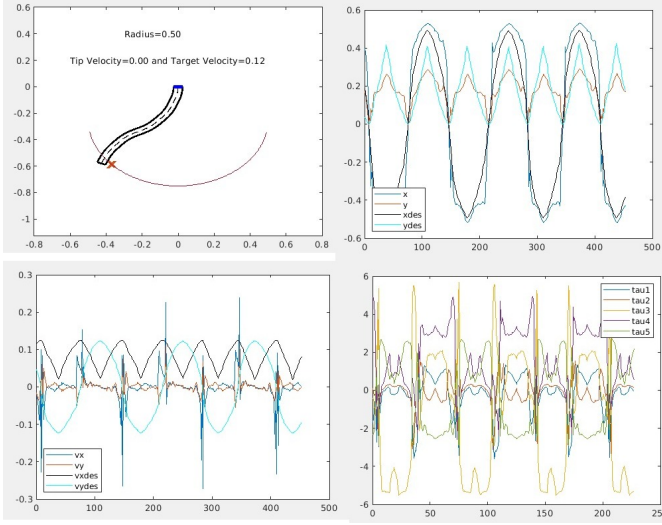 0.6
Radius=0.50
0.4
Tip Velocity=0.00 and Target Velocity=0.12
0.2
0
-0.2
-0.4
-0.6
-0.8
-1
-0.8 -0.6 -0.4 -0.2 0 0.2 0.4 0.6 0.8
0.6
0.4
0.2
0
-0.2
-0.4
-0.6
x
y
xdes
ydes
0 100 200 300 400 500
0.3
0.2
0.1
0
-0.1
0.2
0.3
vx
vy
vxdes
vydes
0 100 200 300 400 500
6
4
2
0
-2
-4
-6
tau1
tau2
tau3
tau4
tau5
0 50 100 150 200 250